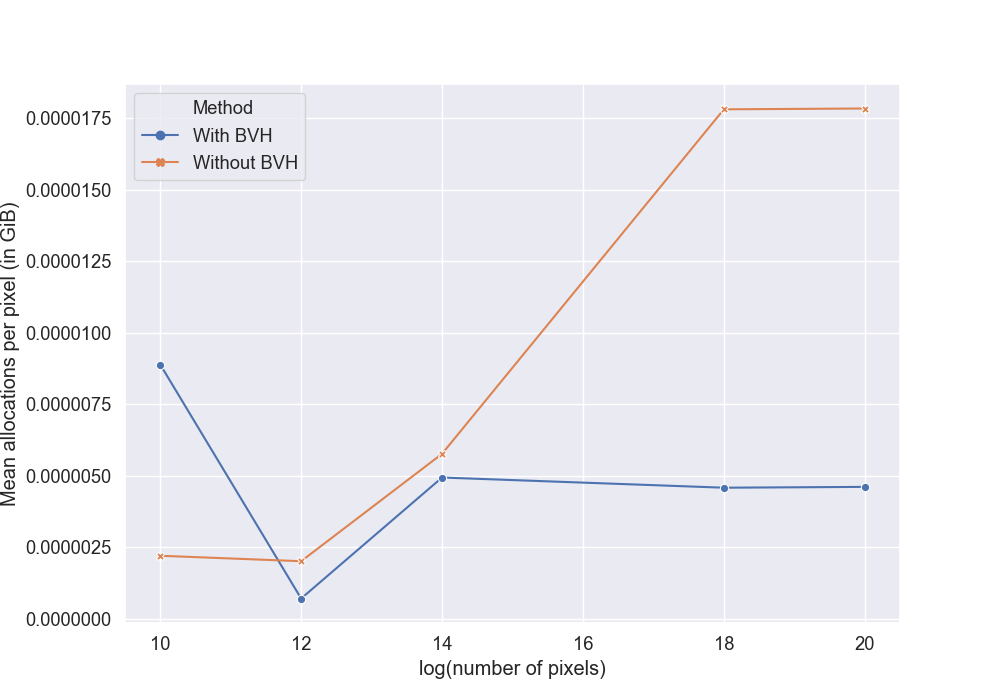 Method
With BVH
Without BVH
Mean allocations per pixel (in GiB)
0.0000175
0.0000150
0.0000125
0.0000100
0.0000075
0.0000050
0.0000025
0.0000000
10 12 14 16 18 20
log(number of pixels)